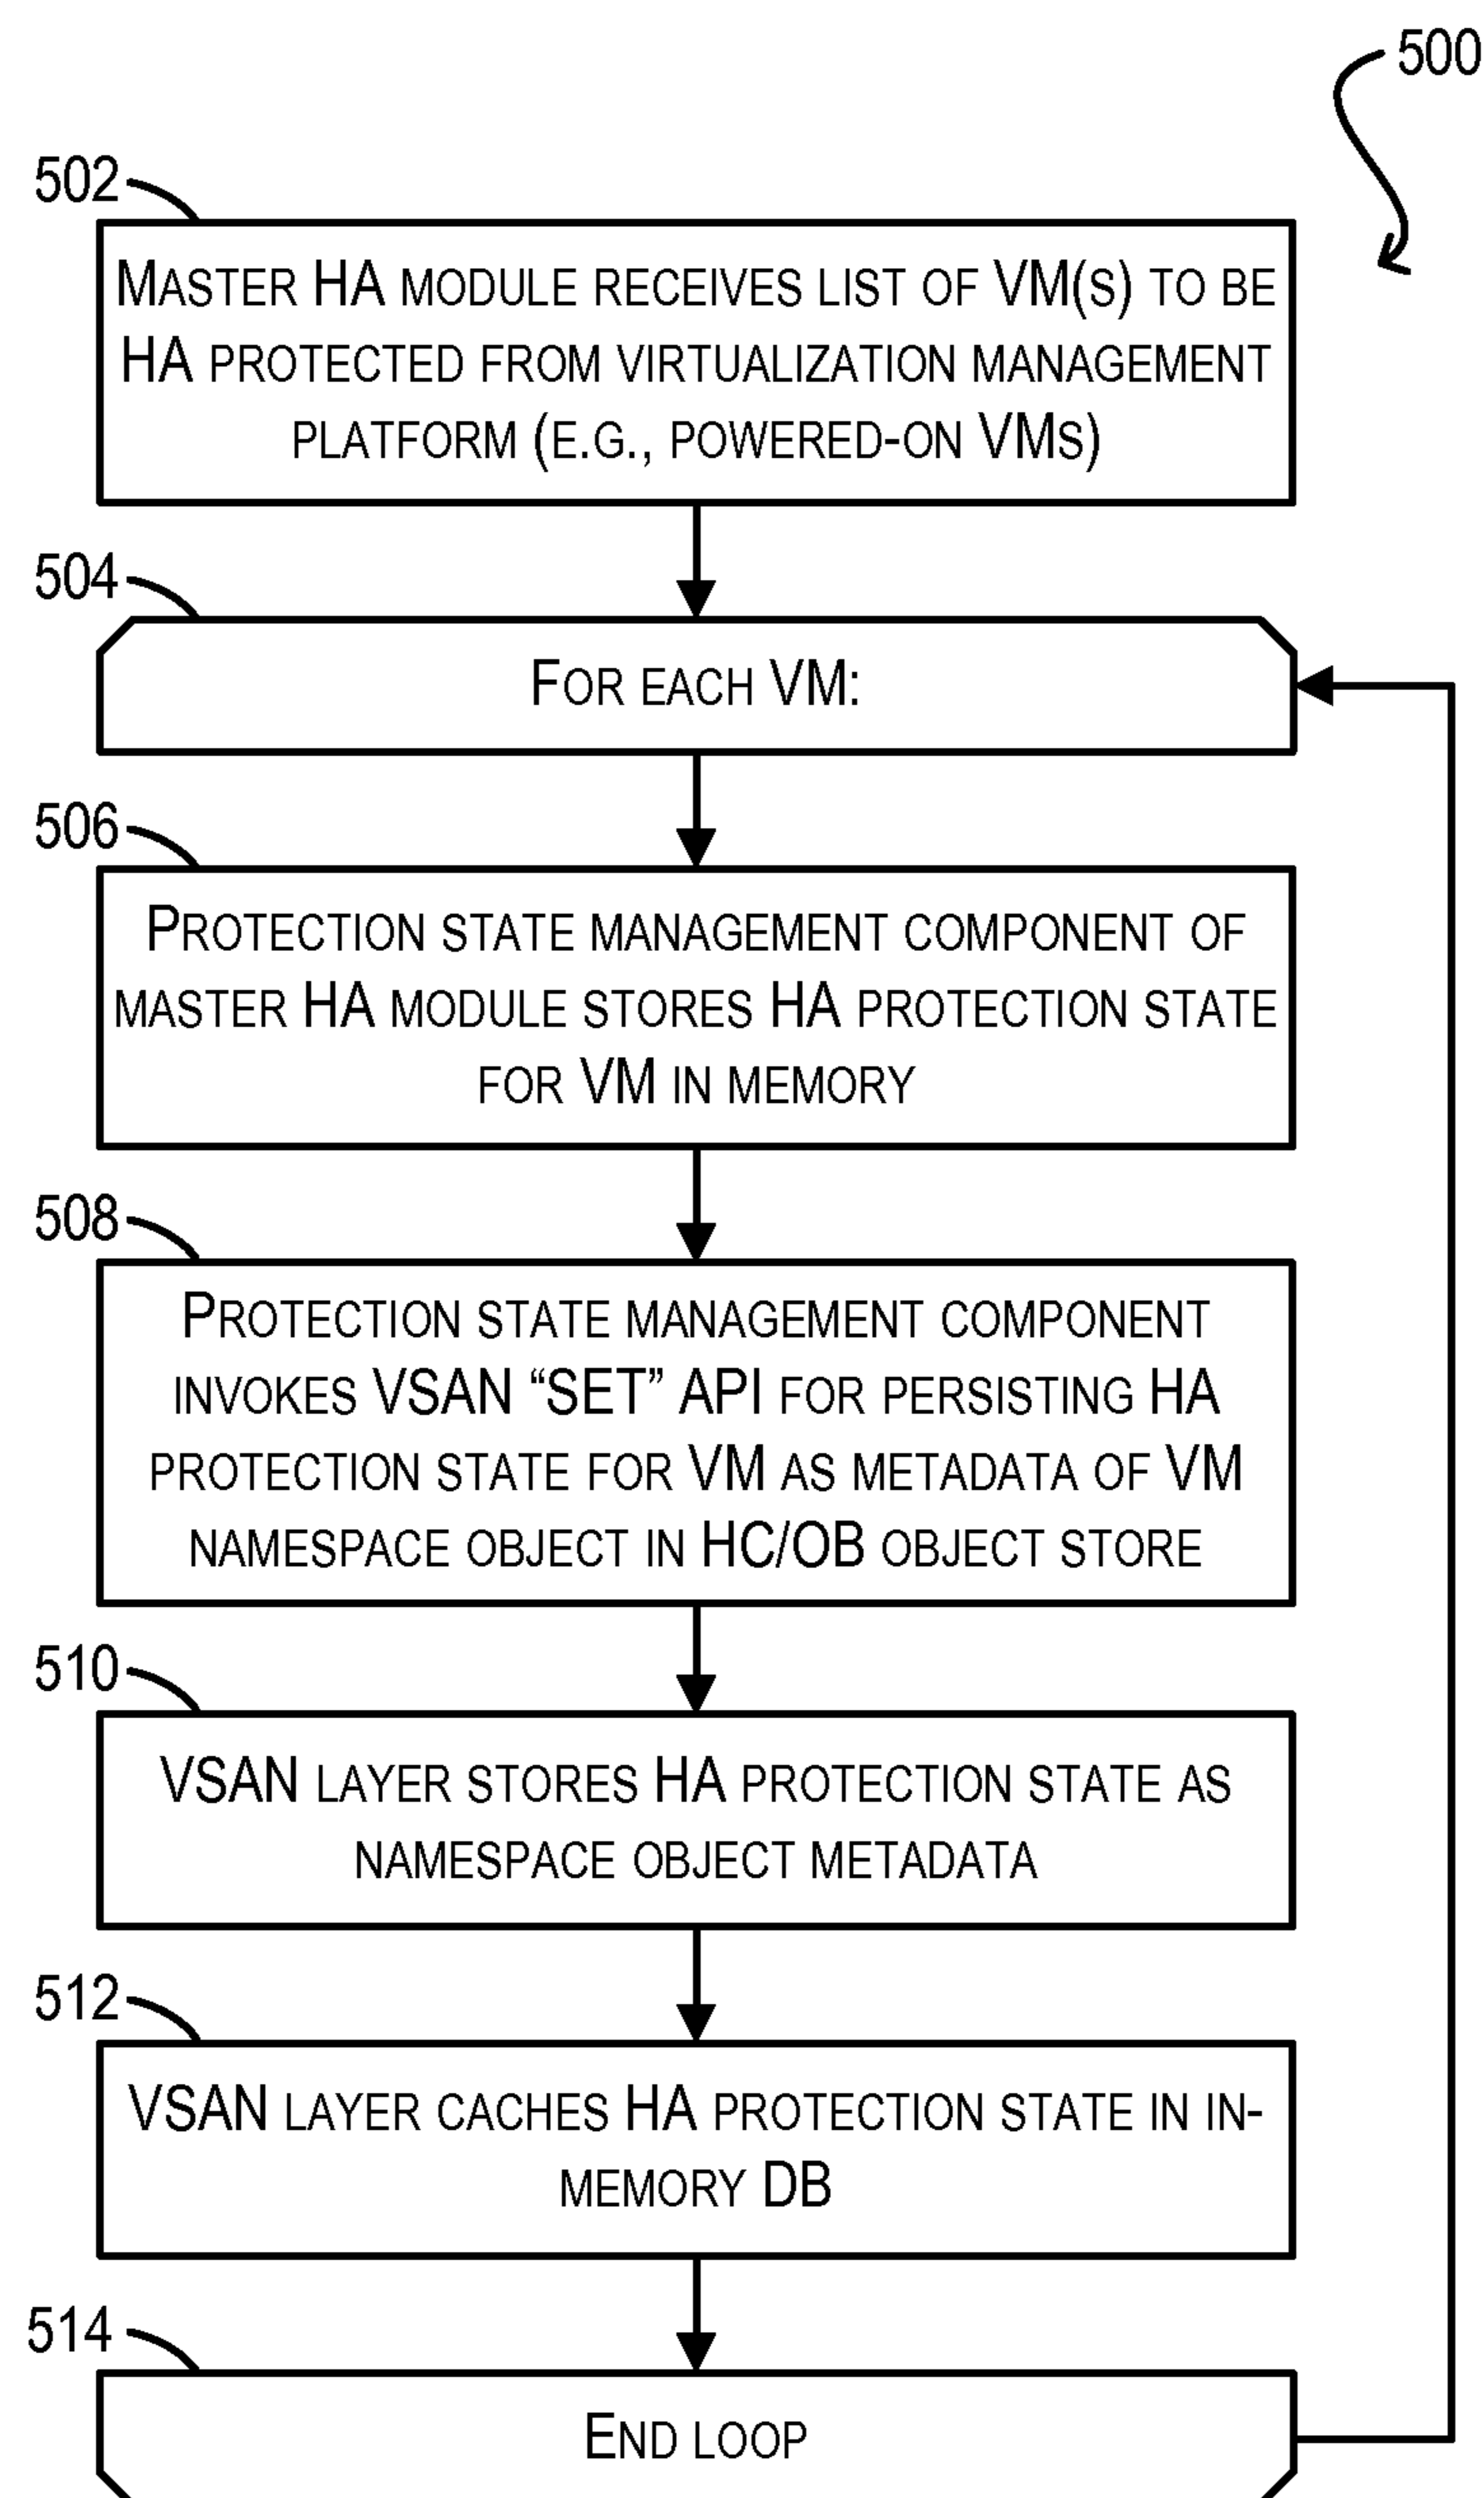 500
502
MASTER HA MODULE RECEIVES LIST OF VM(S) TO BE
HA PROTECTED FROM VIRTUALIZATION MANAGEMENT
PLATFORM (E.G., POWERED-ON VMS)
504
FOR EACH VM:
506
PROTECTION STATE MANAGEMENT COMPONENT OF
MASTER HA MODULE STORES HA PROTECTION STATE
FOR VM IN MEMORY
508
PROTECTION STATE MANAGEMENT COMPONENT
INVOKES VSAN “SET” API FOR PERSISTING HA
PROTECTION STATE FOR VM AS METADATA OF VM
NAMESPACE OBJECT IN HC/OB OBJECT STORE
510
VSAN LAYER STORES HA PROTECTION STATE AS
NAMESPACE OBJECT METADATA
512
VSAN LAYER CACHES HA PROTECTION STATE IN IN-
MEMORY DB
514
END LOOP